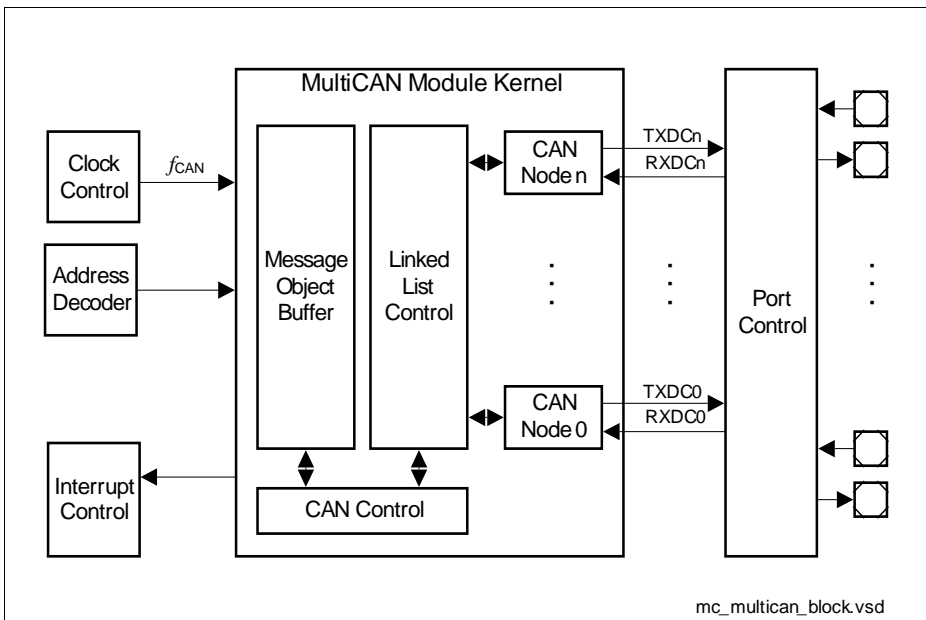 MultiCAN Module Kernel
Clock
Control
fCAN
Address
Decoder
Interrupt
Control
Message
Object
Buffer
Linked
List
Control
CAN
Node n
CAN
Node 0
CAN Control
TXDCn
RXDCn
TXDC0
RXDC0
Port
Control
mc_multican_block.vsd